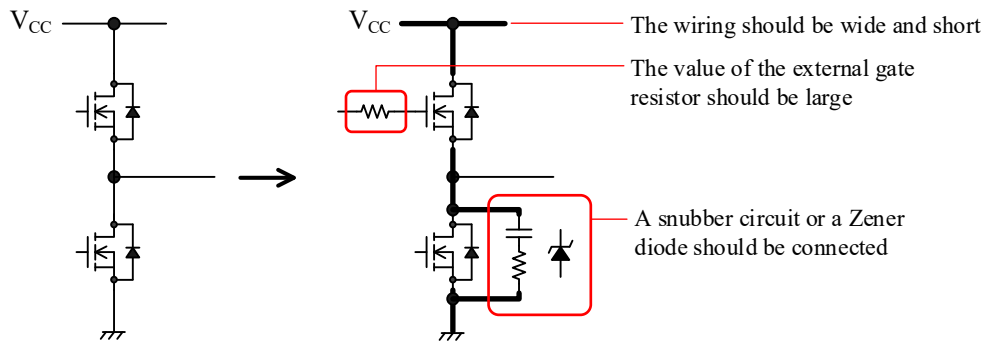 VCC
VCC
The wiring should be wide and short
The value of the external gate
resistor should be large
A snubber circuit or a Zener
diode should be connected